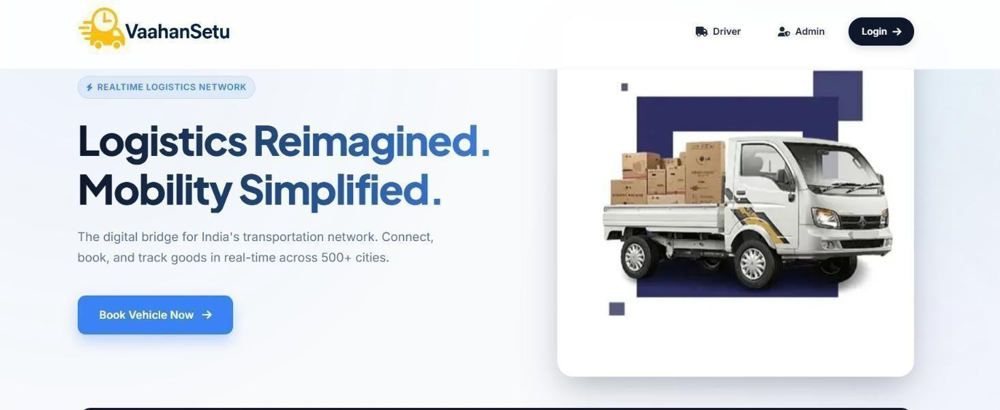 VaahanSetu
Driver
Admin
Login
REALTIME LOGISTICS NETWORK
Logistics Reimagined.
Mobility Simplified.
The digital bridge for India's transportation network. Connect,
book, and track goods in real-time across 500+ cities.
Book Vehicle Now
LG